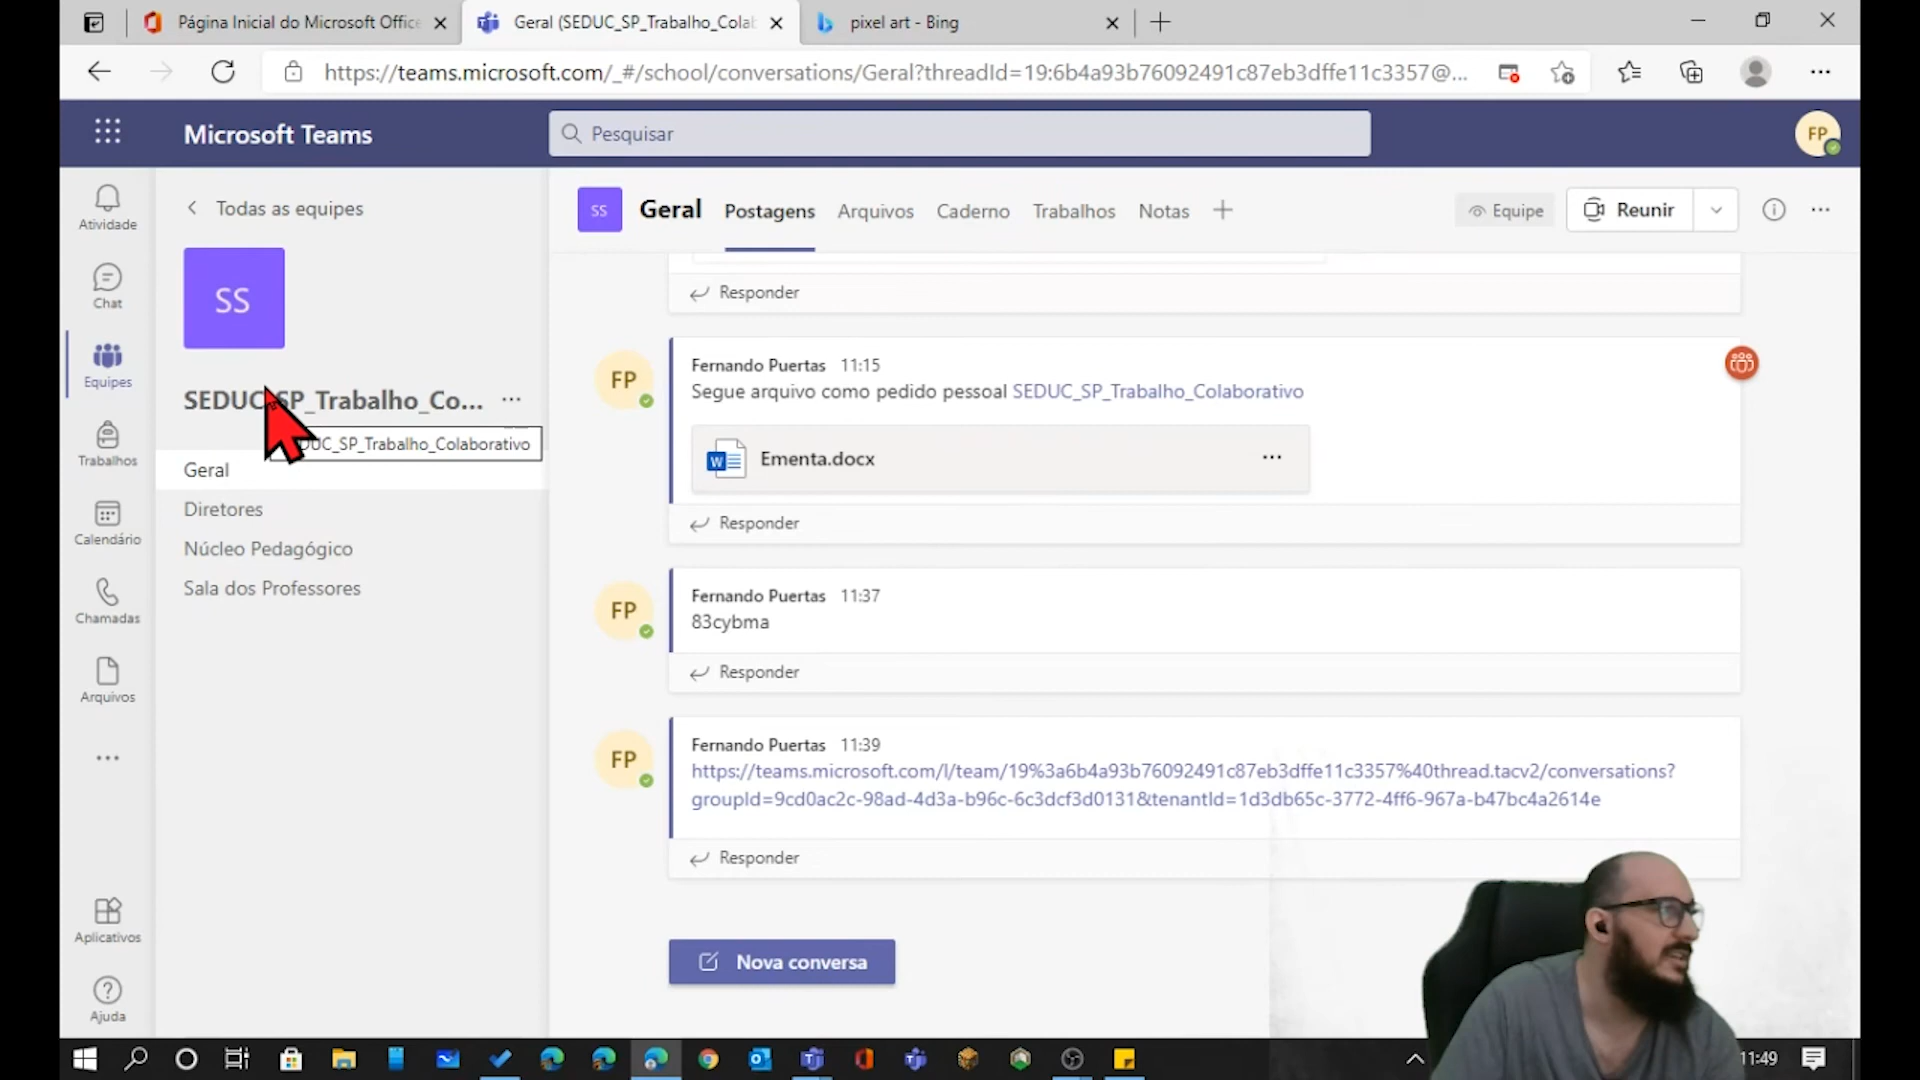 Página Inicial do Microsoft Office
Geral (SEDUC_SP_Trabalho_Colab
pixel art - Bing
https://teams.microsoft.com/_#/school/conversations/Geral?threadId=19:6b4a93b76092491c87eb3dffe11c3357@...
Microsoft Teams
Pesquisar
FP
Atividade
Chat
Equipes
Trabalhos
Calendário
Chamadas
Arquivos
Aplicativos
Ajuda
Todas as equipes
SS
SEDUC_SP_Trabalho_Co...
DUC_SP_Trabalho_Colaborativo
Geral
Diretores
Núcleo Pedagógico
Sala dos Professores
SS Geral Postagens Arquivos Caderno Trabalhos Notas
Equipe
Reunir
Responder
FP
Fernando Puertas 11:15
Segue arquivo como pedido pessoal SEDUC_SP_Trabalho_Colaborativo
Ementa.docx
Responder
FP
Fernando Puertas 11:37
83cybma
Responder
FP
Fernando Puertas 11:39
https://teams.microsoft.com/l/team/19%3a6b4a93b76092491c87eb3dffe11c3357%40thread.tacv2/conversations?
groupId=9cd0ac2c-98ad-4d3a-b96c-6c3dcf3d0131&tenantId=1d3db65c-3772-4ff6-967a-b47bc4a2614e
Responder
Nova conversa
11:49